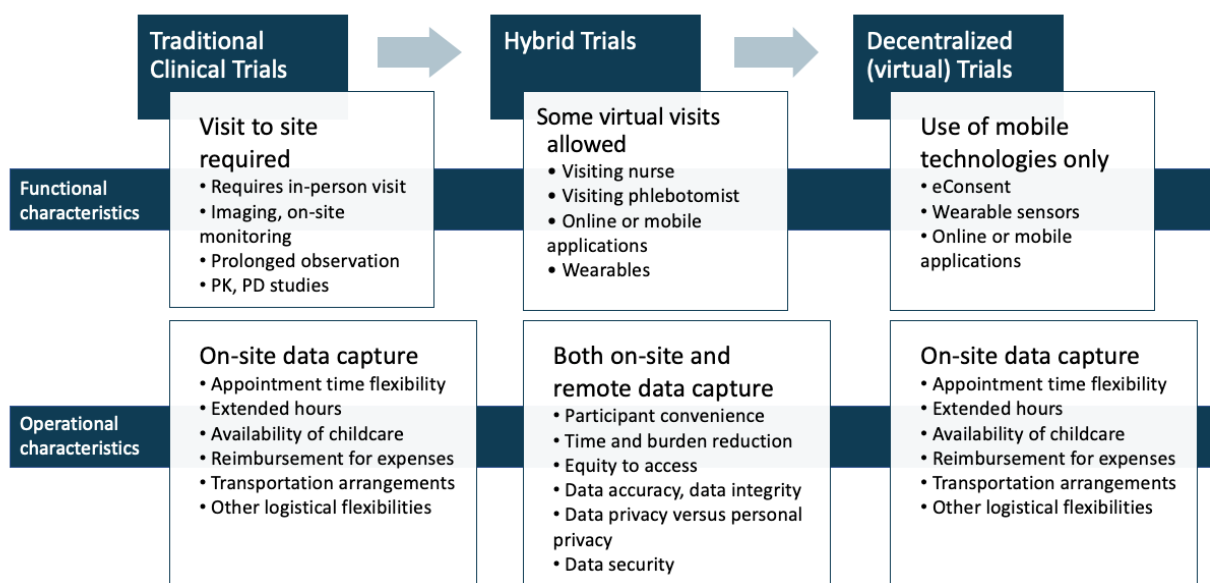 Traditional
Clinical Trials
Hybrid Trials
Decentralized
(virtual) Trials
Functional
characteristics
Visit to site
required
• Requires in-person visit
• Imaging, on-site
monitoring
• Prolonged observation
• PK, PD studies
Some virtual visits
allowed
• Visiting nurse
• Visiting phlebotomist
• Online or mobile
applications
• Wearables
Use of mobile
technologies only
• eConsent
• Wearable sensors
• Online or mobile
applications
Operational
characteristics
On-site data capture
• Appointment time flexibility
• Extended hours
• Availability of childcare
• Reimbursement for expenses
• Transportation arrangements
• Other logistical flexibilities
Both on-site and
remote data capture
• Participant convenience
• Time and burden reduction
• Equity to access
• Data accuracy, data integrity
• Data privacy versus personal
privacy
• Data security
On-site data capture
• Appointment time flexibility
• Extended hours
• Availability of childcare
• Reimbursement for expenses
• Transportation arrangements
• Other logistical flexibilities